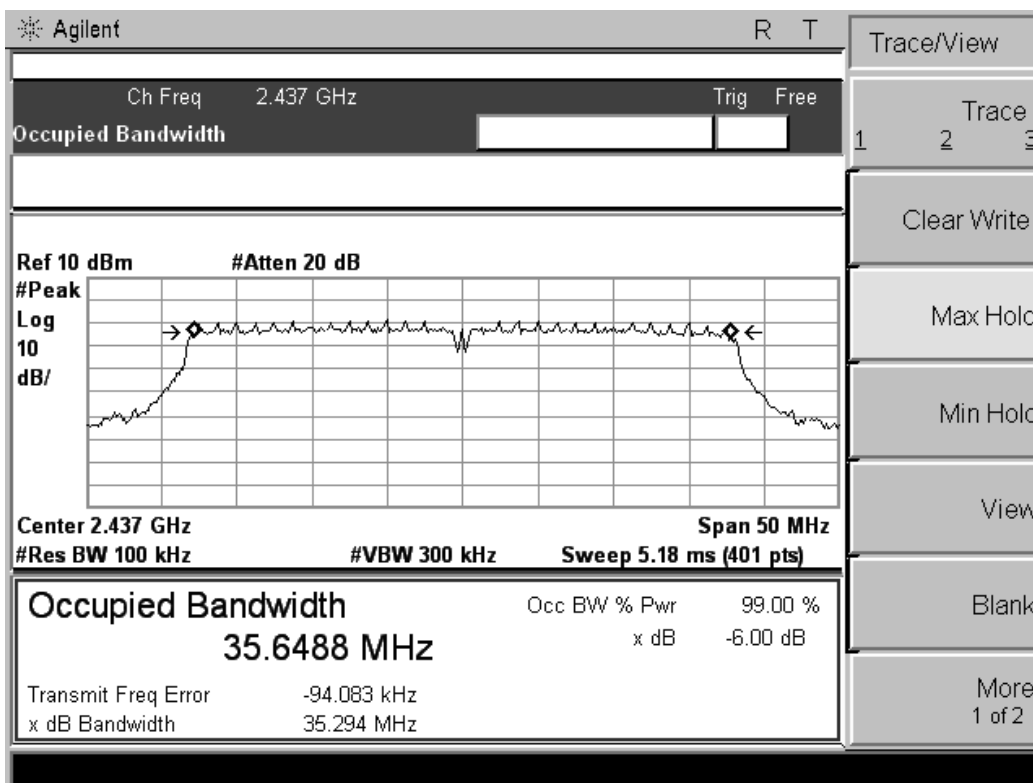 Agilent R T
Ch Freq 2.437 GHz Trig Free
Occupied Bandwidth
Ref 10 dBm #Atten 20 dB
#Peak
Log
10
dB/
Center 2.437 GHz Span 50 MHz
#Res BW 100 kHz #VBW 300 kHz Sweep 5.18 ms (401 pts)
Occupied Bandwidth
35.6488 MHz
Occ BW % Pwr 99.00 %
x dB -6.00 dB
Transmit Freq Error -94.083 kHz
x dB Bandwidth 35.294 MHz
Trace/View
Trace
1 2 3
Clear Write
Max Hold
Min Hold
View
Blank
More
1 of 2